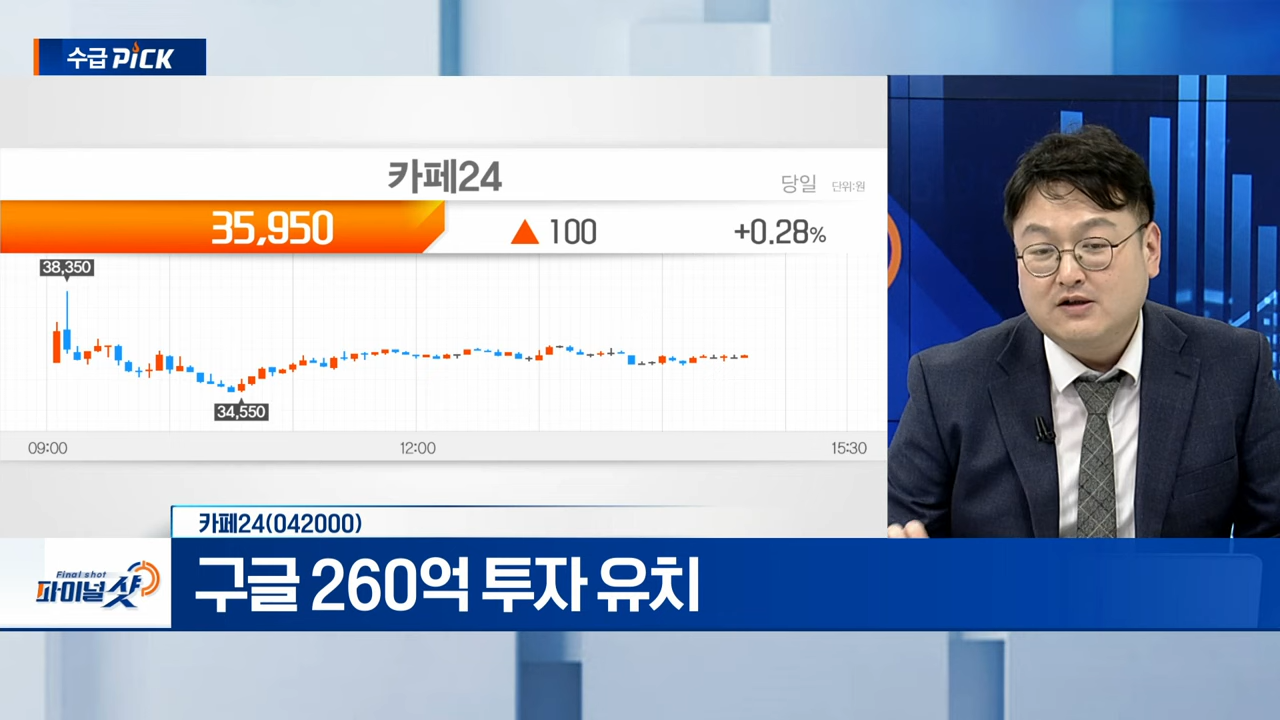 수급 PiCK
카페24
당일 단위:원
35,950 ▲ 100 +0.28%
38,350
34,550
09:00 12:00 15:30
카페24(042000)
Final shot
파이널샷
구글 260억 투자 유치